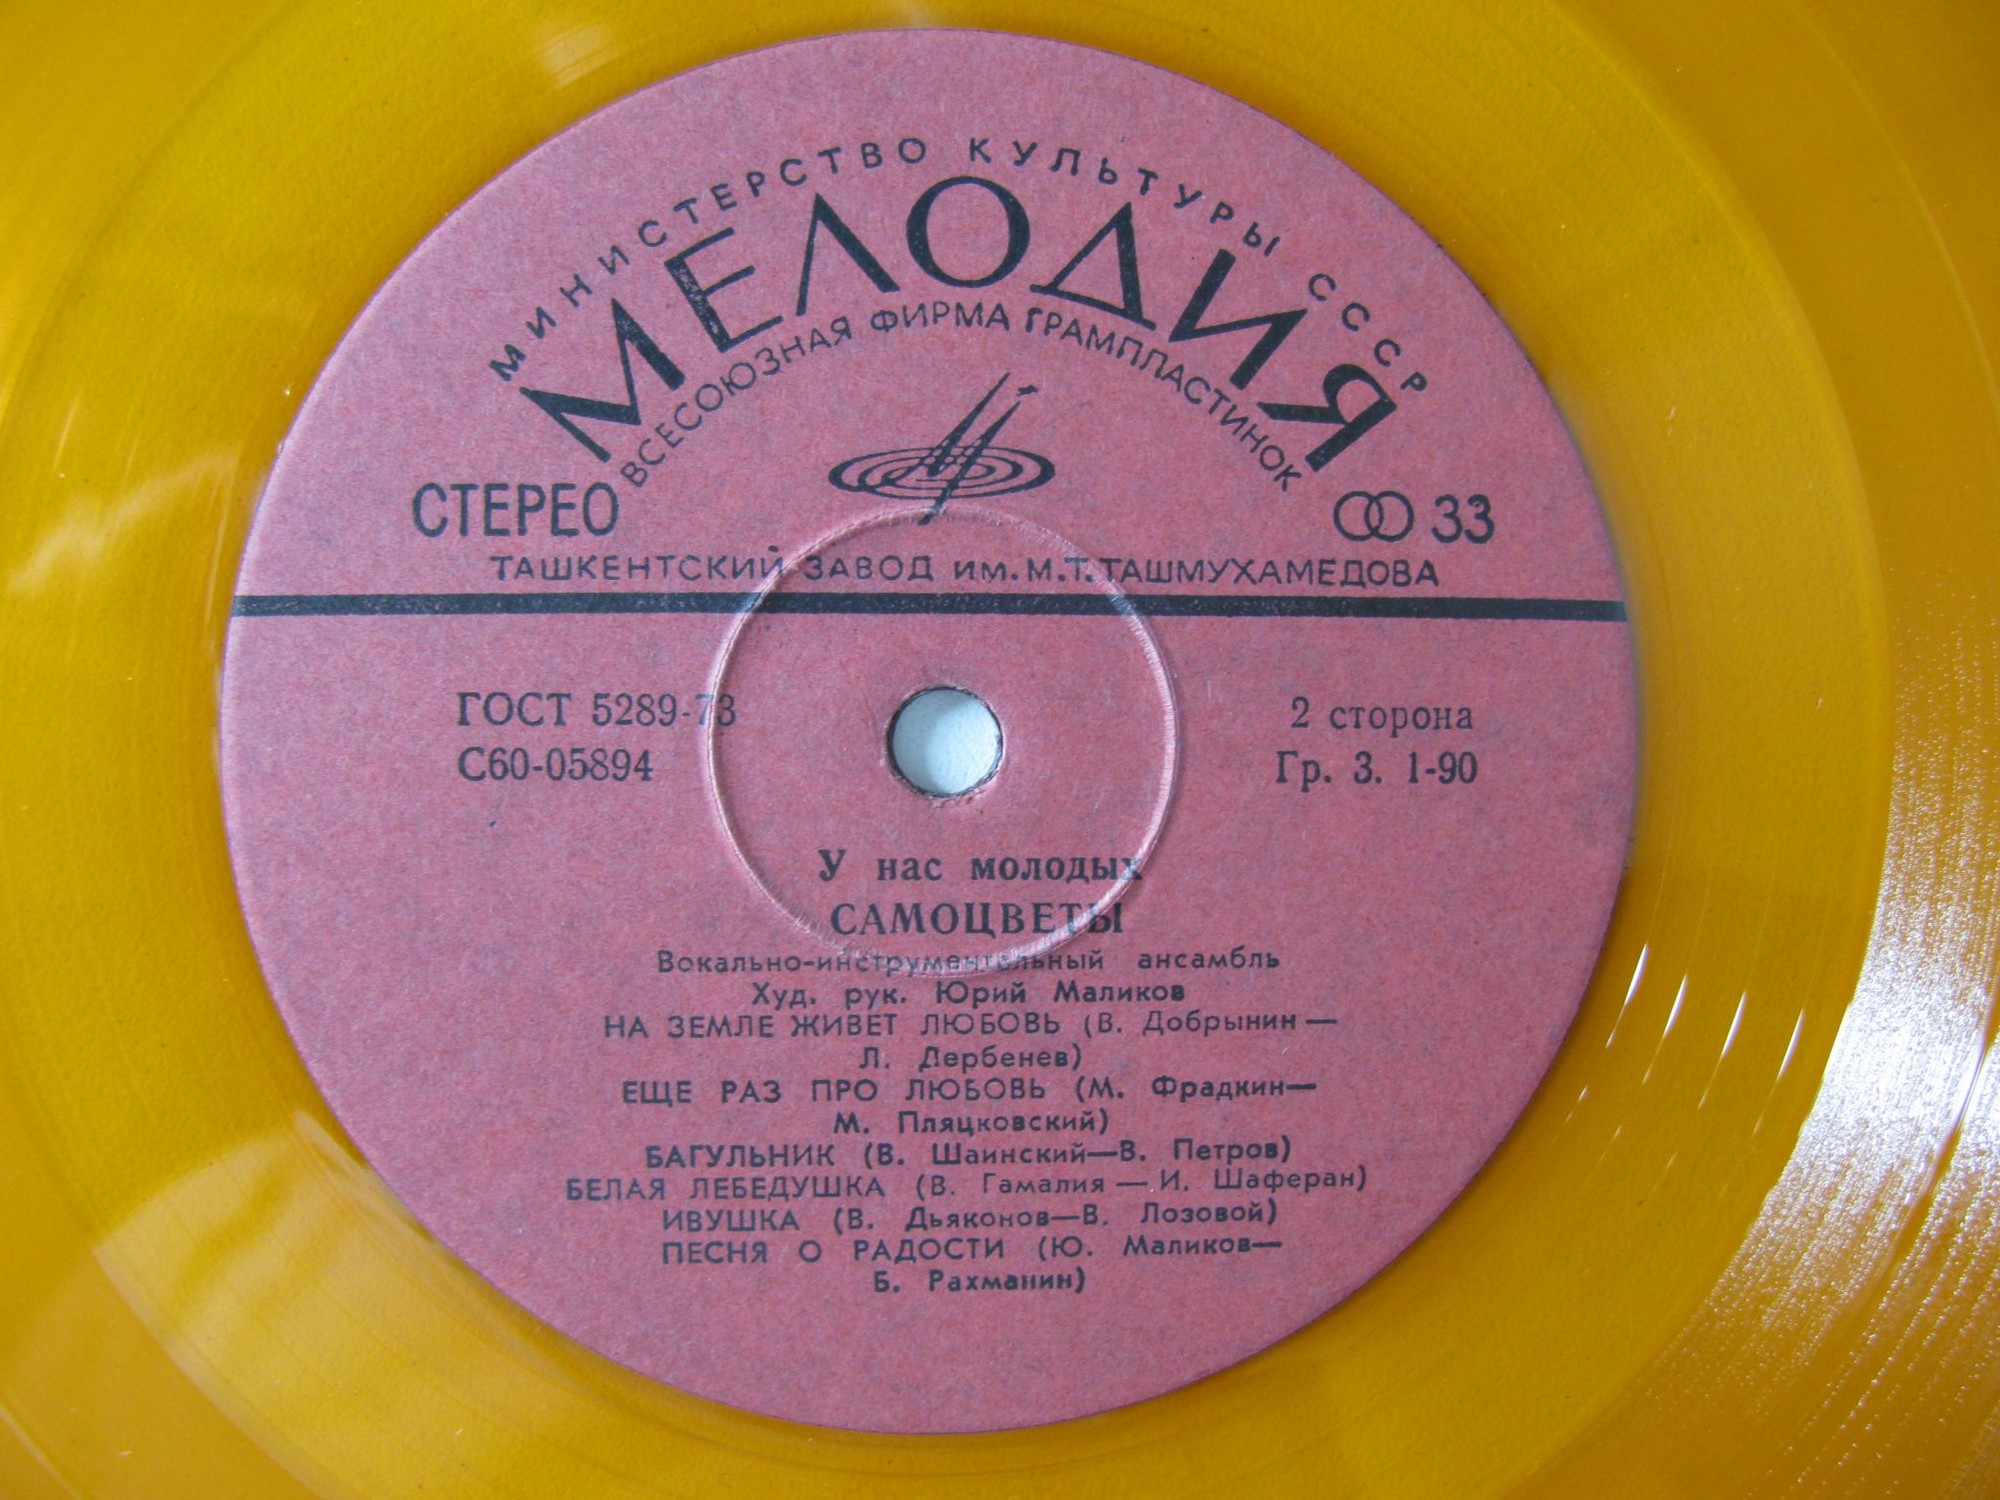 МИНИСТЕРСТВО КУЛЬТУРЫ СССР
МЕЛОДИЯ
ВСЕСОЮЗНАЯ ФИРМА ГРАМПЛАСТИНОК
СТЕРЕО 33
ТАШКЕНТСКИЙ ЗАВОД им. М.Т. ТАШМУХАМЕДОВА
ГОСТ 5289-73 2 сторона
С60-05894 Гр. 3. 1-90
У нас молодых
САМОЦВЕТЫ
Вокально-инструментельный ансамбль
Худ. рук. Юрий Маликов
НА ЗЕМЛЕ ЖИВЕТ ЛЮБОВЬ (В. Добрынин—
Л. Дербенев)
ЕЩЕ РАЗ ПРО ЛЮБОВЬ (М. Фрадкин—
М. Пляцковский)
БАГУЛЬНИК (В. Шаинский—В. Петров)
БЕЛАЯ ЛЕБЕДУШКА (В. Гамалия — И. Шаферан)
ИВУШКА (В. Дьяконов—В. Лозовой)
ПЕСНЯ О РАДОСТИ (Ю. Маликов—
Б. Рахманин)